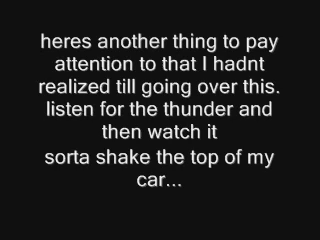 heres another thing to pay
attention to that I hadnt
realized till going over this.
listen for the thunder and
then watch it
sorta shake the top of my
car...